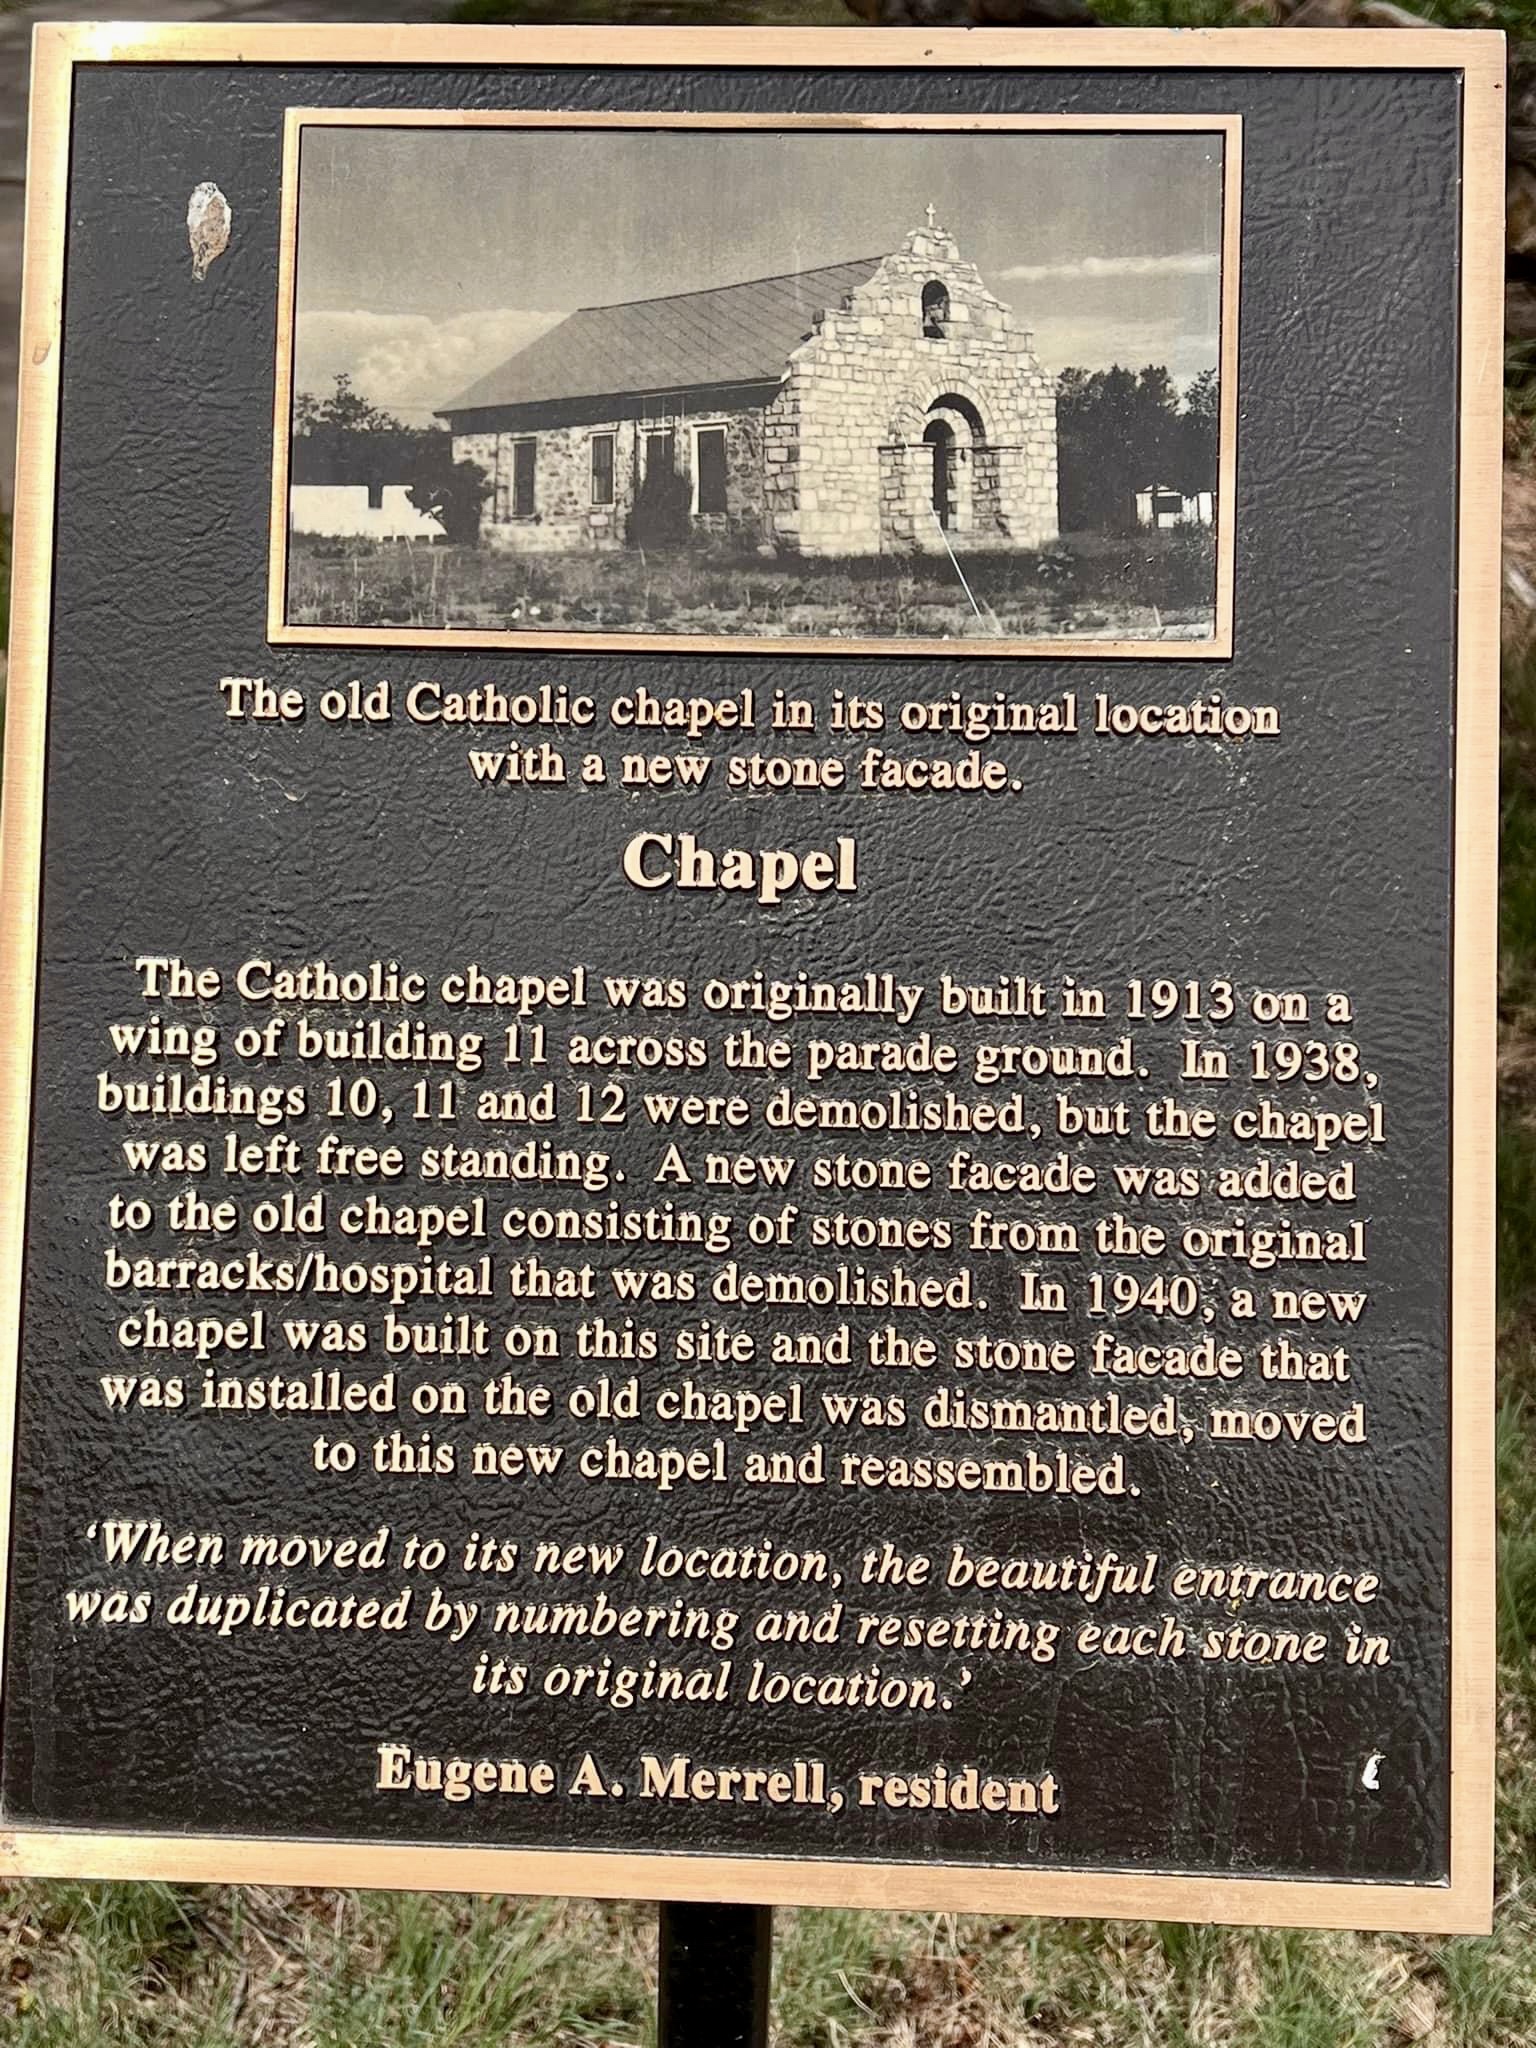 The old Catholic chapel in its original location
with a new stone facade.
Chapel
The Catholic chapel was originally built in 1913 on a
wing of building 11 across the parade ground. In 1938,
buildings 10, 11 and 12 were demolished, but the chapel
was left free standing. A new stone facade was added
to the old chapel consisting of stones from the original
barracks/hospital that was demolished. In 1940, a new
chapel was built on this site and the stone facade that
was installed on the old chapel was dismantled, moved
to this new chapel and reassembled.
‘When moved to its new location, the beautiful entrance
was duplicated by numbering and resetting each stone in
its original location.’
Eugene A. Merrell, resident